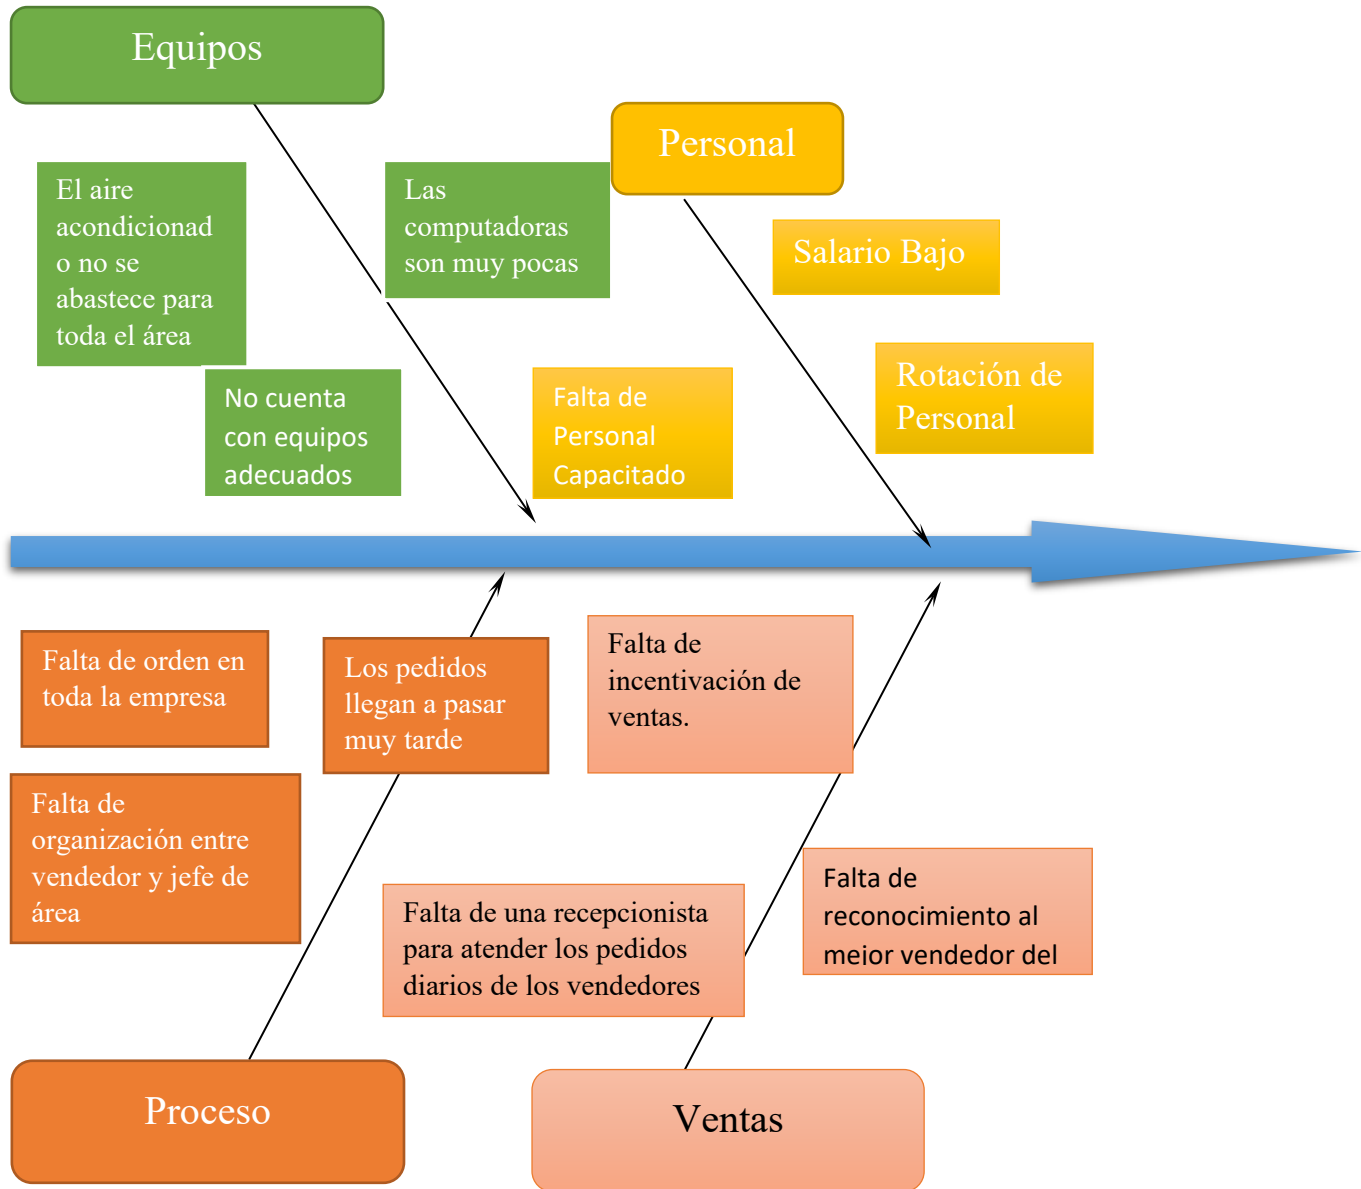 Equipos
Personal
El aire
acondicionad
o no se
abastece para
toda el área
Las
computadoras
son muy pocas
Salario Bajo
Rotación de
Personal
No cuenta
con equipos
adecuados
Falta de
Personal
Capacitado
Falta de orden en
toda la empresa
Los pedidos
llegan a pasar
muy tarde
Falta de
incentivación de
ventas.
Falta de
organización entre
vendedor y jefe de
área
Falta de una recepcionista
para atender los pedidos
diarios de los vendedores
Falta de
reconocimiento al
mejor vendedor del
Proceso
Ventas